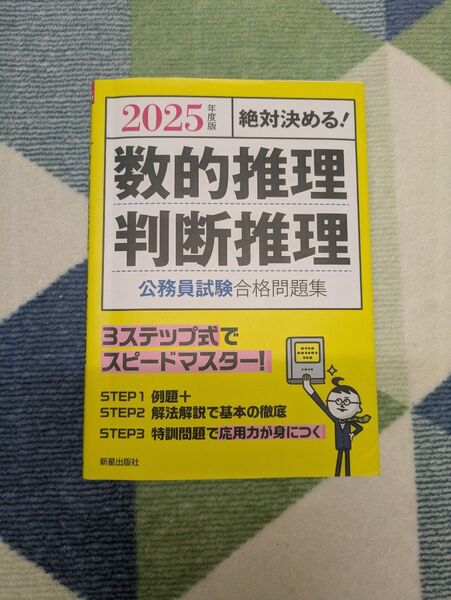 2025年度版
絶対決める!
数的推理
判断推理
公務員試験合格問題集
3ステップ式で
スピードマスター!
STEP1 例題+
STEP2 解法解説で基本の徹底
STEP3 特訓問題で応用力が身につく
新星出版社